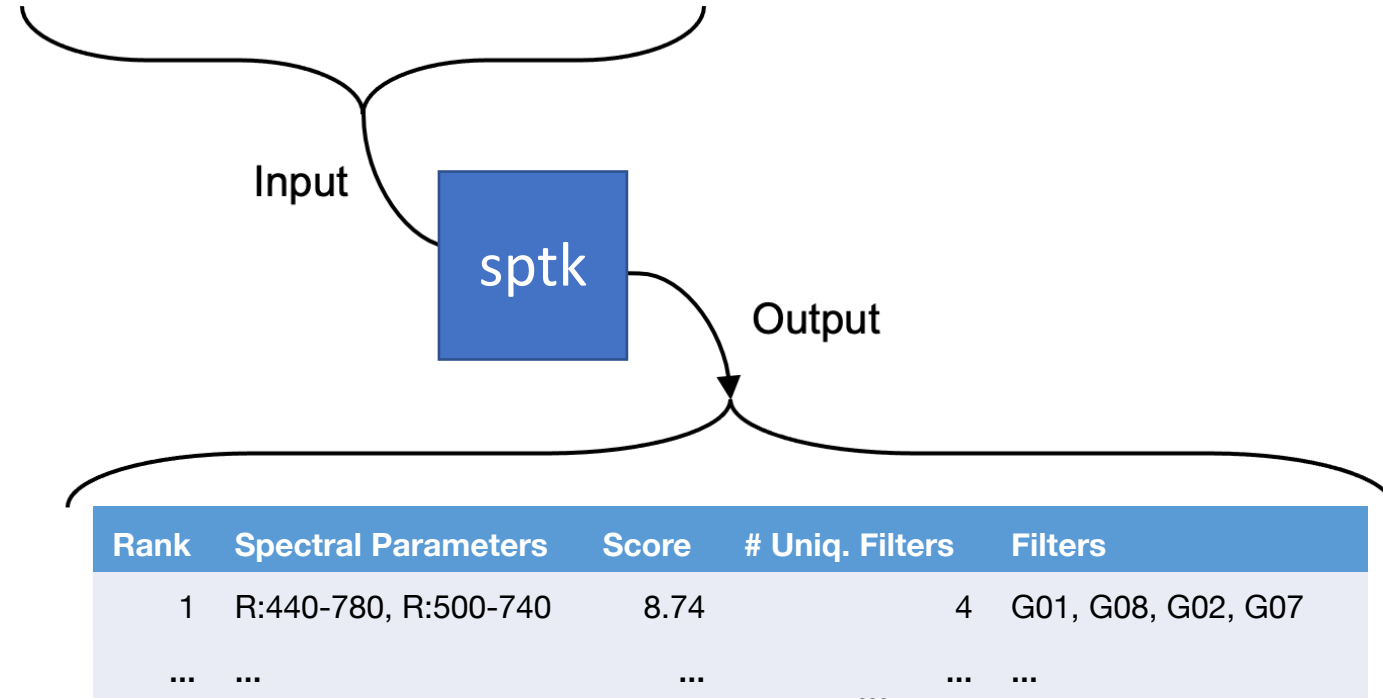 Input
sptk
Output
Rank Spectral Parameters Score # Uniq. Filters Filters
1 R:440-780, R:500-740 8.74 4 G01, G08, G02, G07
... ... ... ... ...
...